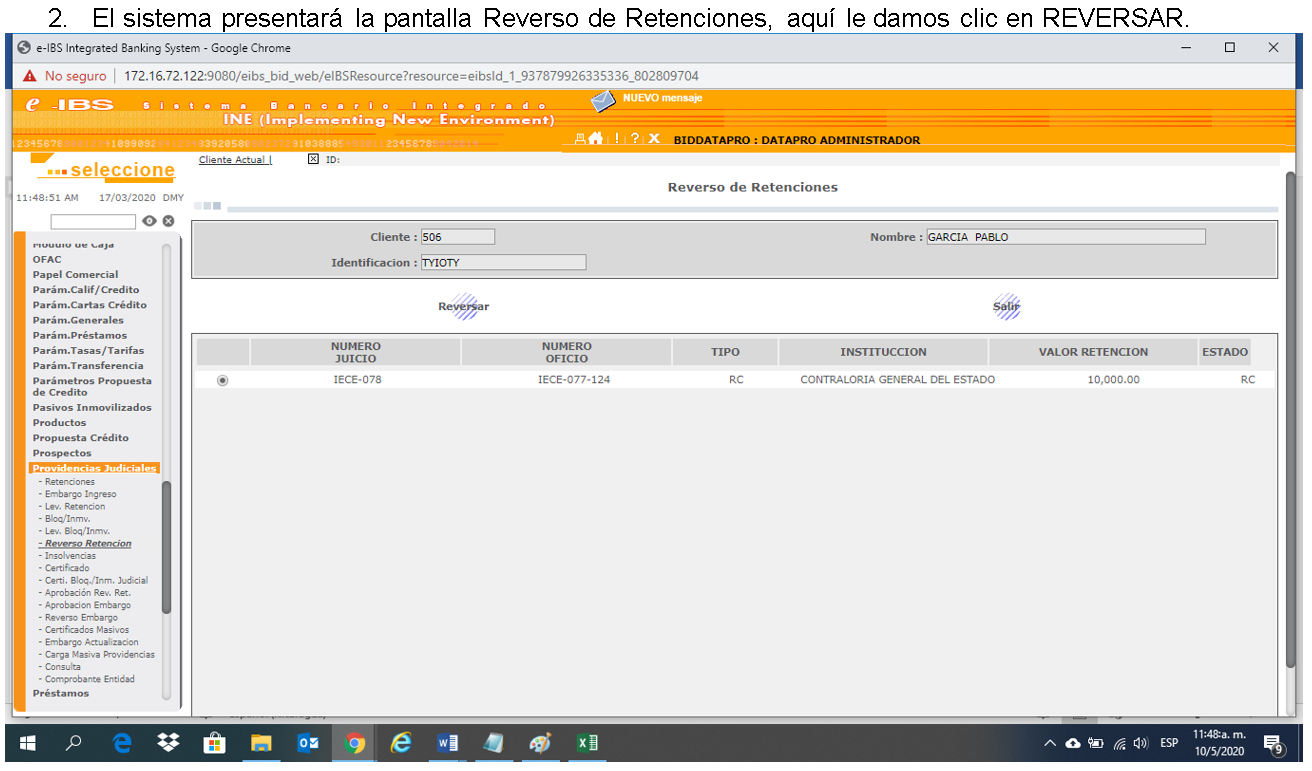 2. El sistema presentará la pantalla Reverso de Retenciones, aquí le damos clic en REVERSAR.
e-IBS Integrated Banking System - Google Chrome
No seguro | 172.16.72.122:9080/eibs_bid_web/eIBSResource?resource=eibsId_1_937879926335336_802809704
e-IBS Sistema Bancario Integrado
INE (Implementing New Environment)
NUEVO mensaje
! ? X BIDDATAPRO : DATAPRO ADMINISTRADOR
seleccione
Cliente Actual | ID:
11:48:51 AM 17/03/2020 DMY
Reverso de Retenciones
Cliente : 506 Nombre : GARCIA PABLO
Identificacion : TYIOTY
Reversar Salir
NUMERO JUICIO NUMERO OFICIO TIPO INSTITUCCION VALOR RETENCION ESTADO
IECE-078 IECE-077-124 RC CONTRALORIA GENERAL DEL ESTADO 10,000.00 RC
Modulo de Caja
OFAC
Papel Comercial
Parám.Calif/Credito
Parám.Cartas Crédito
Parám.Generales
Parám.Préstamos
Parám.Tasas/Tarifas
Parám.Transferencia
Parámetros Propuesta
de Credito
Pasivos Inmovilizados
Productos
Propuesta Crédito
Prospectos
Providencias Judiciales
- Retenciones
- Embargo Ingreso
- Lev. Retencion
- Bloq/Inmv.
- Lev. Bloq/Inmv.
- Reverso Retencion
- Insolvencias
- Certificado
- Certi. Bloq./Inm. Judicial
- Aprobación Rev. Ret.
- Aprobacion Embargo
- Reverso Embargo
- Certificados Masivos
- Embargo Actualizacion
- Carga Masiva Providencias
- Consulta
- Comprobante Entidad
Préstamos
ESP
11:48 a. m.
10/5/2020
9